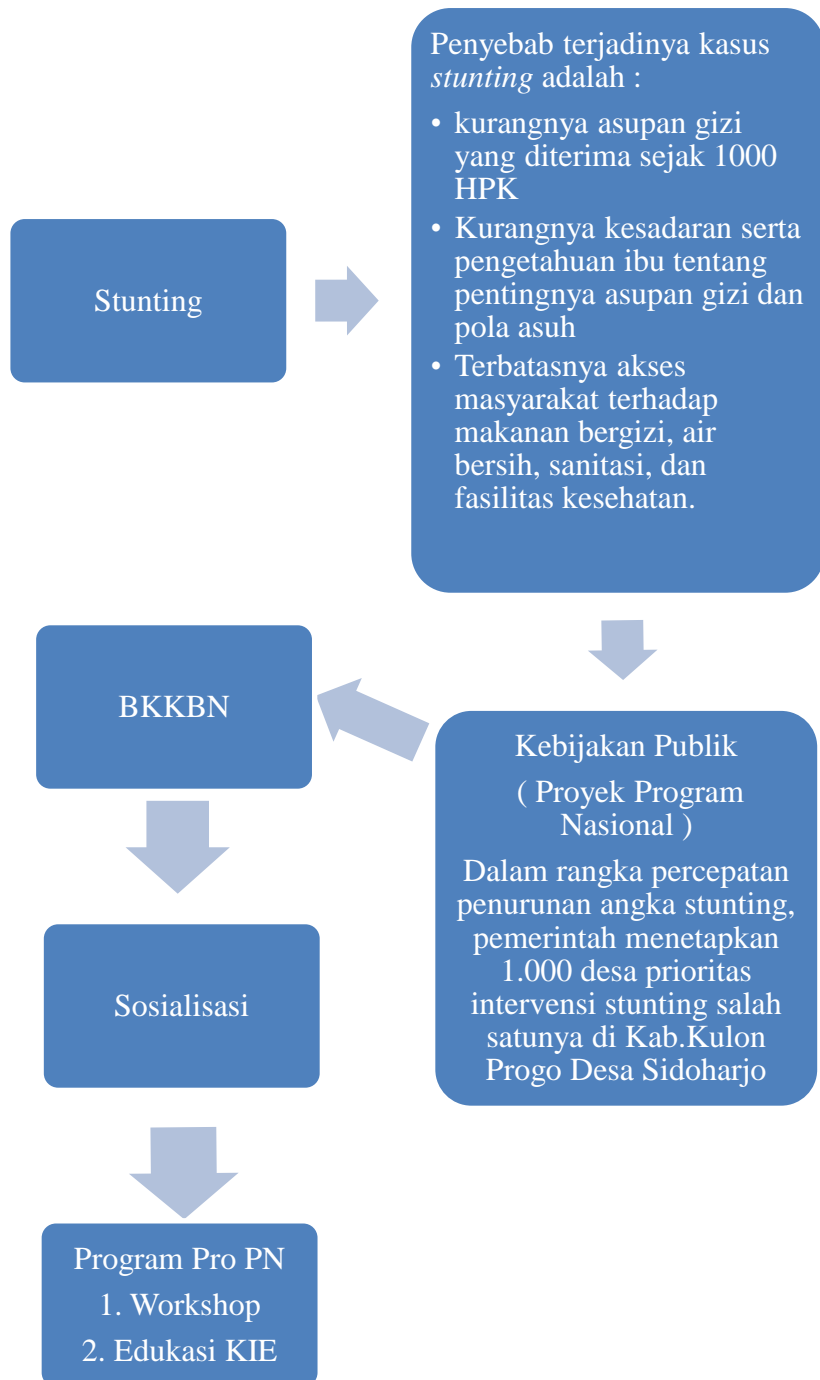 Stunting
Penyebab terjadinya kasus
stunting adalah :
• kurangnya asupan gizi
yang diterima sejak 1000
HPK
• Kurangnya kesadaran serta
pengetahuan ibu tentang
pentingnya asupan gizi dan
pola asuh
• Terbatasnya akses
masyarakat terhadap
makanan bergizi, air
bersih, sanitasi, dan
fasilitas kesehatan.
Kebijakan Publik
( Proyek Program
Nasional )
Dalam rangka percepatan
penurunan angka stunting,
pemerintah menetapkan
1.000 desa prioritas
intervensi stunting salah
satunya di Kab.Kulon
Progo Desa Sidoharjo
BKKBN
Sosialisasi
Program Pro PN
1. Workshop
2. Edukasi KIE